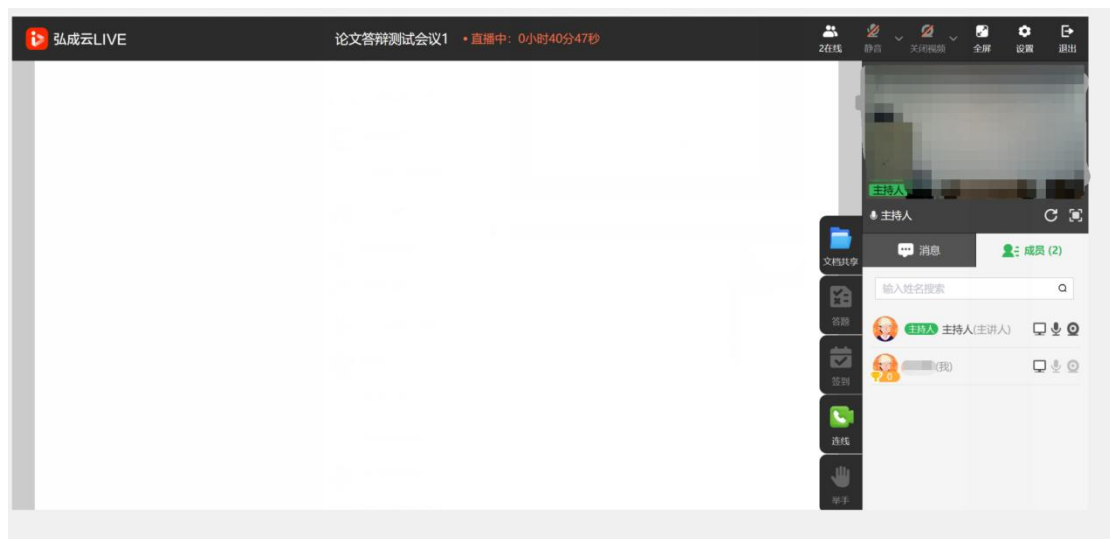 弘成云LIVE
论文答辩测试会议1
•直播中：0小时40分47秒
2在线
静音
关闭视频
全屏
设置
退出
主持人
主持人
消息
成员 (2)
输入姓名搜索
主持人 主持人(主讲人)
(我)
0
文档共享
答题
签到
连线
举手